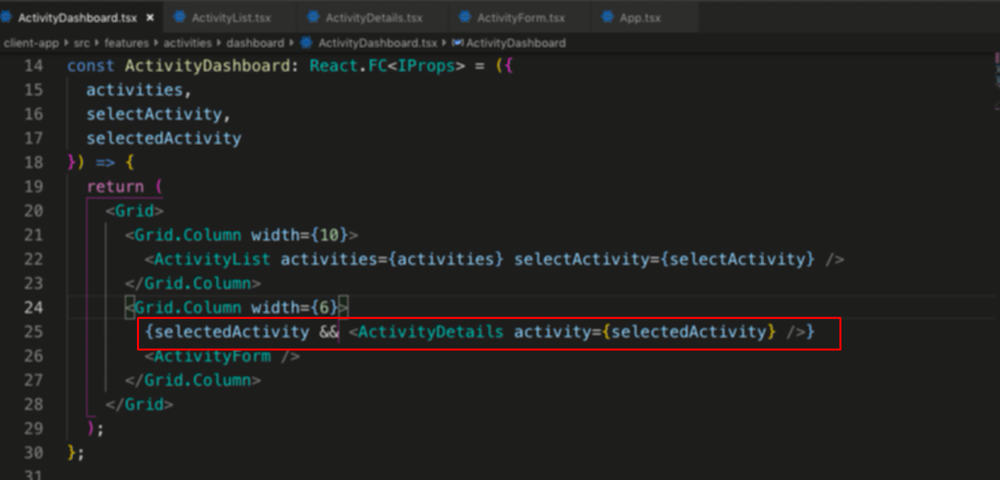 ActivityDashboard.tsx × ActivityList.tsx ActivityDetails.tsx ActivityForm.tsx App.tsx
client-app › src › features › activities › dashboard › ActivityDashboard.tsx › ActivityDashboard
14 const ActivityDashboard: React.FC<IProps> = ({
15 activities,
16 selectActivity,
17 selectedActivity
18 }) => {
19 return (
20 <Grid>
21 <Grid.Column width={10}>
22 <ActivityList activities={activities} selectActivity={selectActivity} />
23 </Grid.Column>
24 <Grid.Column width={6}>
25 {selectedActivity && <ActivityDetails activity={selectedActivity} />}
26 <ActivityForm />
27 </Grid.Column>
28 </Grid>
29 );
30 };
31